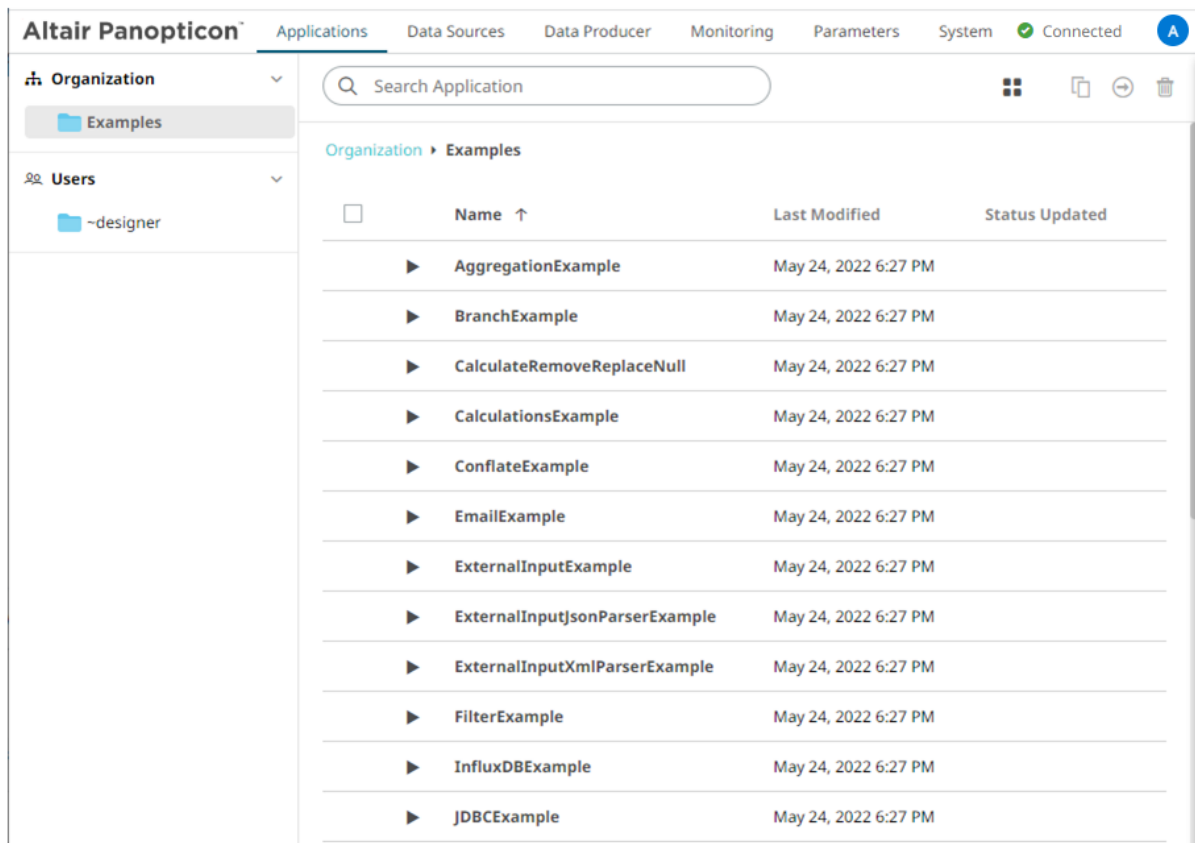 Altair Panopticon™ Applications Data Sources Data Producer Monitoring Parameters System Connected A
Organization
Examples
Users
~designer
Search Application
Organization Examples
Name Last Modified Status Updated
AggregationExample May 24, 2022 6:27 PM
BranchExample May 24, 2022 6:27 PM
CalculateRemoveReplaceNull May 24, 2022 6:27 PM
CalculationsExample May 24, 2022 6:27 PM
ConflateExample May 24, 2022 6:27 PM
EmailExample May 24, 2022 6:27 PM
ExternalInputExample May 24, 2022 6:27 PM
ExternalInputJsonParserExample May 24, 2022 6:27 PM
ExternalInputXmlParserExample May 24, 2022 6:27 PM
FilterExample May 24, 2022 6:27 PM
InfluxDBExample May 24, 2022 6:27 PM
JDBCExample May 24, 2022 6:27 PM